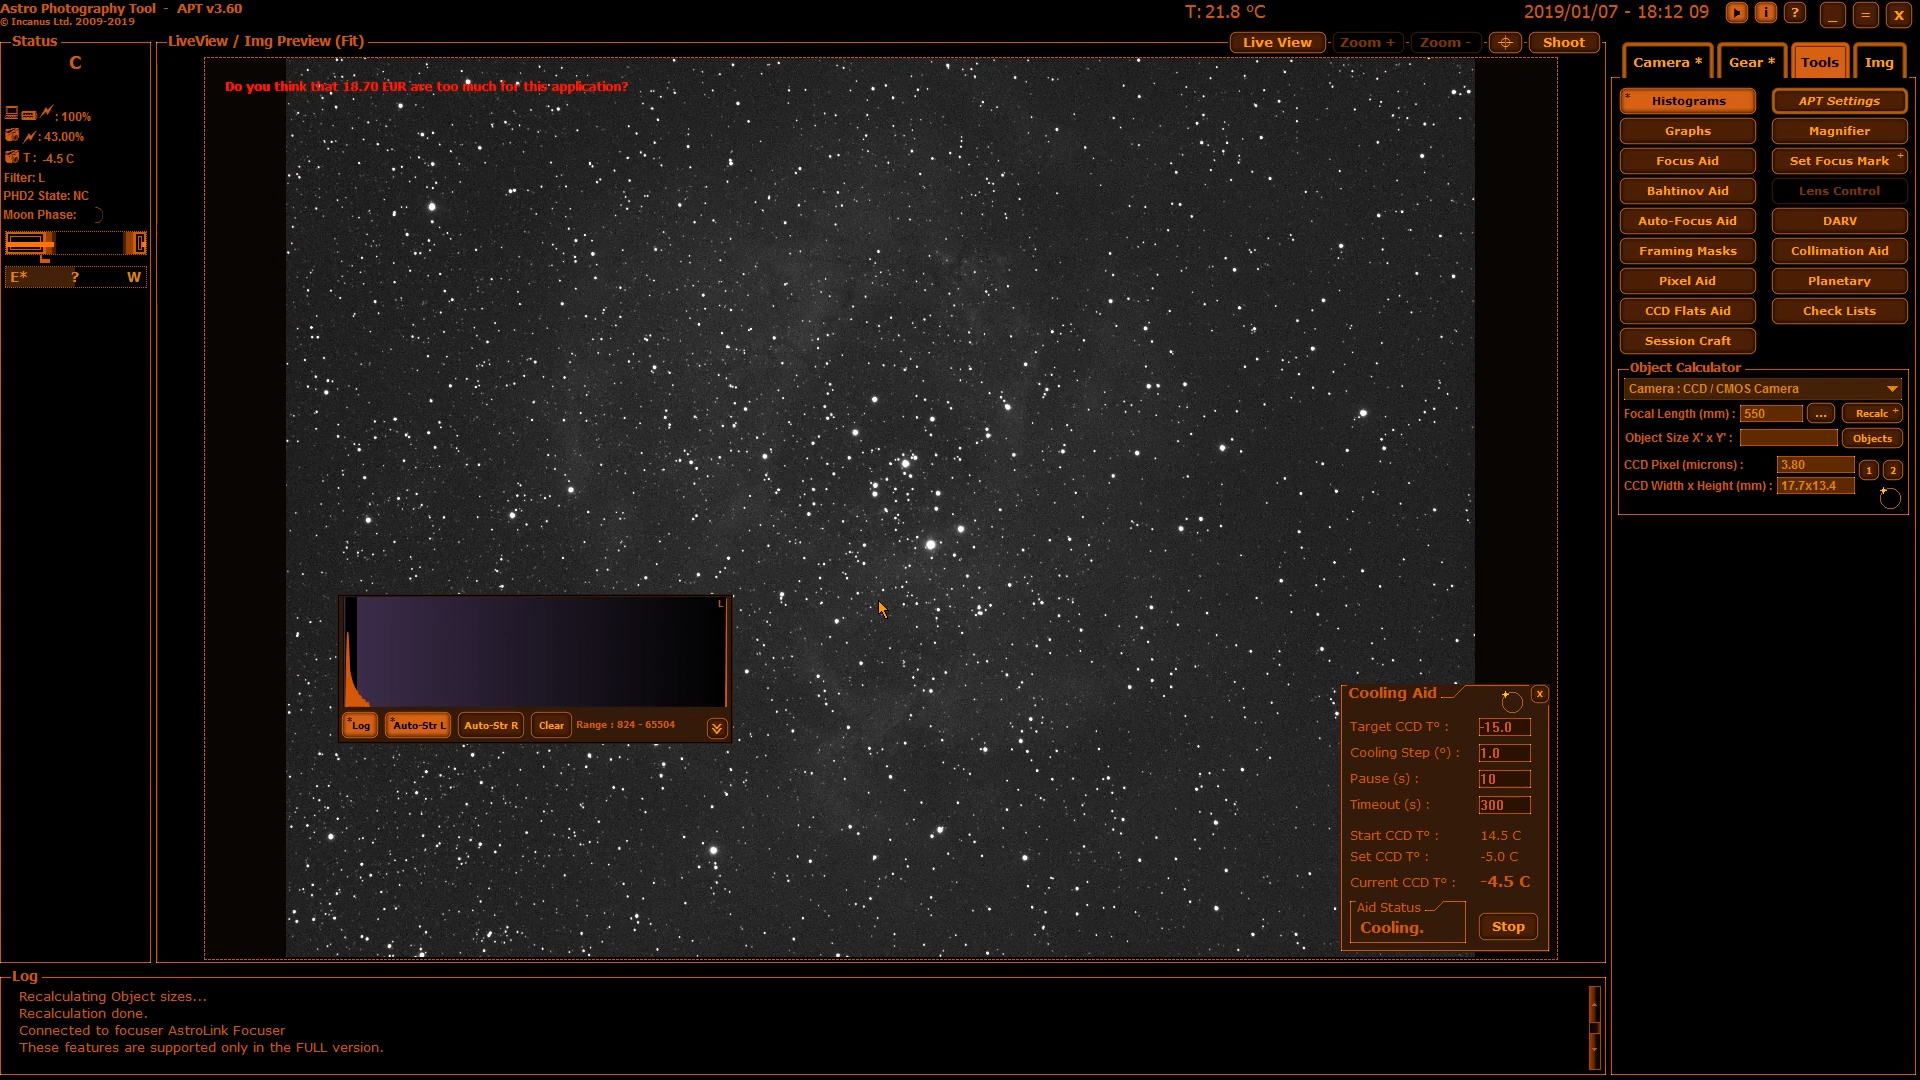 Astro Photography Tool - APT v3.60
© Incanus Ltd. 2009-2019
T: 21.8 ºC
2019/01/07 - 18:12 09
i
?
_
=
X
Status
C
: 100%
: 43.00%
T : -4.5 C
Filter: L
PHD2 State: NC
Moon Phase:
E* ? W
LiveView / Img Preview (Fit)
Live View
Zoom +
Zoom -
Shoot
Do you think that 18.70 EUR are too much for this application?
L
*Log
*Auto-Str L
Auto-Str R
Clear
Range : 824 - 65504
Cooling Aid
x
Target CCD Tº : -15.0
Cooling Step (º) : 1.0
Pause (s) : 10
Timeout (s) : 300
Start CCD Tº : 14.5 C
Set CCD Tº : -5.0 C
Current CCD Tº : -4.5 C
Aid Status
Cooling.
Stop
Camera *
Gear *
Tools
Img
* Histograms
APT Settings
Graphs
Magnifier
Focus Aid
Set Focus Mark +
Bahtinov Aid
Lens Control
Auto-Focus Aid
DARV
Framing Masks
Collimation Aid
Pixel Aid
Planetary
CCD Flats Aid
Check Lists
Session Craft
Object Calculator
Camera : CCD / CMOS Camera
Focal Length (mm) : 550 ... Recalc +
Object Size X' x Y' : Objects
CCD Pixel (microns) : 3.80
1 2
CCD Width x Height (mm) : 17.7x13.4
Log
Recalculating Object sizes...
Recalculation done.
Connected to focuser AstroLink Focuser
These features are supported only in the FULL version.